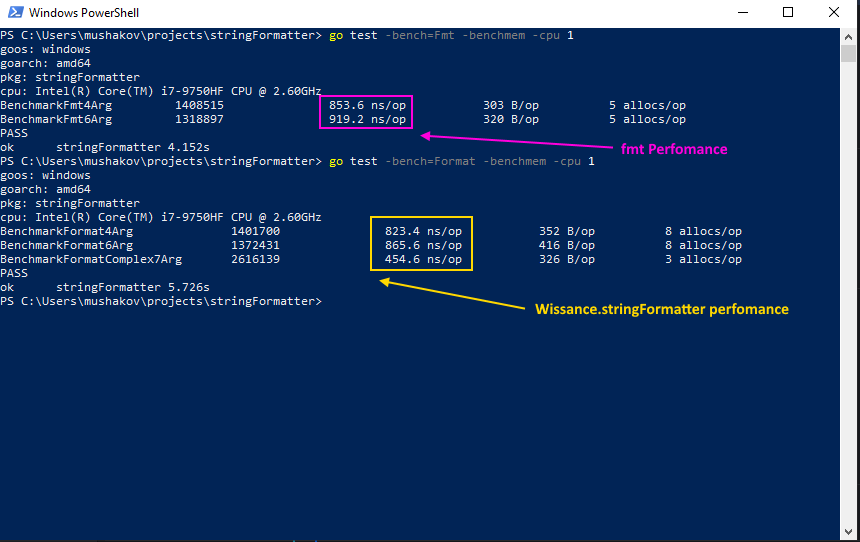 Windows PowerShell
PS C:\Users\mushakov\projects\stringFormatter> go test -bench=Fmt -benchmem -cpu 1
goos: windows
goarch: amd64
pkg: stringFormatter
cpu: Intel(R) Core(TM) i7-9750HF CPU @ 2.60GHz
BenchmarkFmt4Arg 1408515 853.6 ns/op 303 B/op 5 allocs/op
BenchmarkFmt6Arg 1318897 919.2 ns/op 320 B/op 5 allocs/op
PASS
ok stringFormatter 4.152s
fmt Perfomance
PS C:\Users\mushakov\projects\stringFormatter> go test -bench=Format -benchmem -cpu 1
goos: windows
goarch: amd64
pkg: stringFormatter
cpu: Intel(R) Core(TM) i7-9750HF CPU @ 2.60GHz
BenchmarkFormat4Arg 1401700 823.4 ns/op 352 B/op 8 allocs/op
BenchmarkFormat6Arg 1372431 865.6 ns/op 416 B/op 8 allocs/op
BenchmarkFormatComplex7Arg 2616139 454.6 ns/op 326 B/op 3 allocs/op
PASS
ok stringFormatter 5.726s
PS C:\Users\mushakov\projects\stringFormatter>
Wissance.stringFormatter perfomance